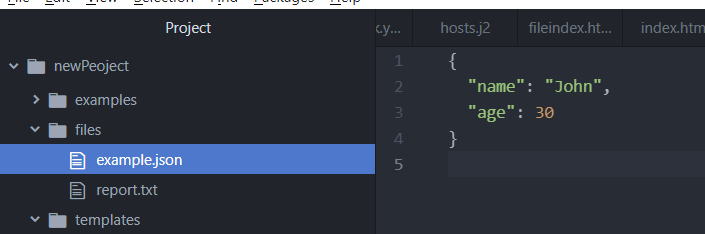 Project
newPeoject
examples
files
example.json
report.txt
templates
hosts.j2
fileindex.ht...
index.htm
1 {
2 "name": "John",
3 "age": 30
4 }
5